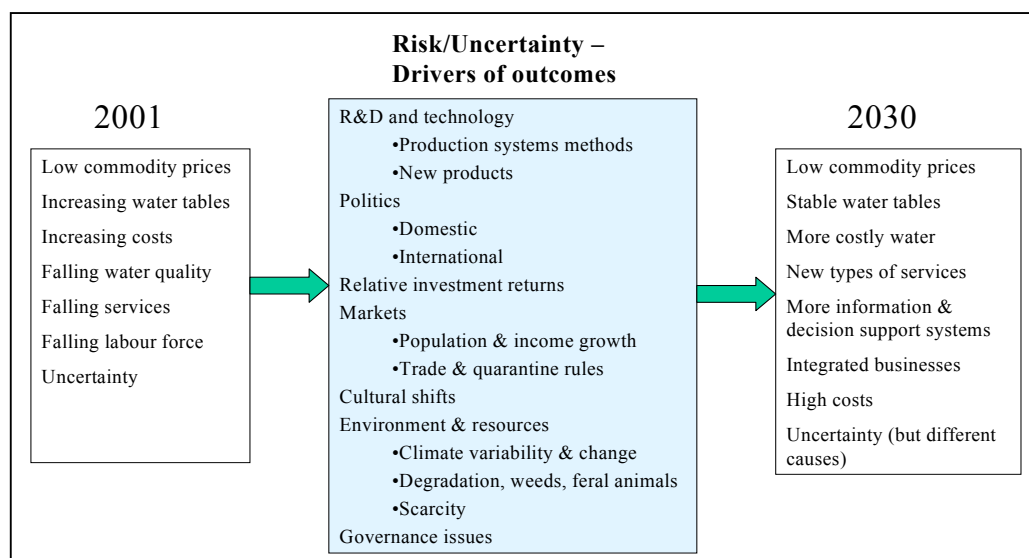 Risk/Uncertainty –
Drivers of outcomes
2001
Low commodity prices
Increasing water tables
Increasing costs
Falling water quality
Falling services
Falling labour force
Uncertainty
R&D and technology
•Production systems methods
•New products
Politics
•Domestic
•International
Relative investment returns
Markets
•Population & income growth
•Trade & quarantine rules
Cultural shifts
Environment & resources
•Climate variability & change
•Degradation, weeds, feral animals
•Scarcity
Governance issues
2030
Low commodity prices
Stable water tables
More costly water
New types of services
More information &
decision support systems
Integrated businesses
High costs
Uncertainty (but different
causes)